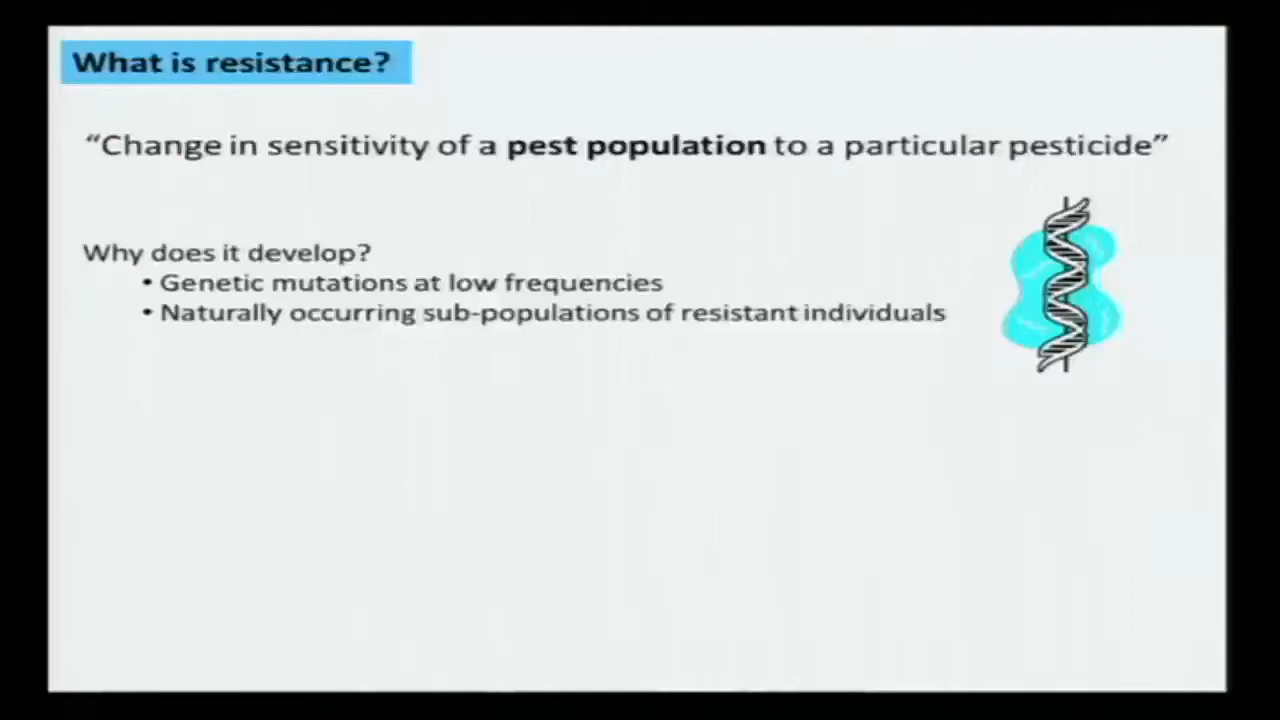 What is resistance?
“Change in sensitivity of a pest population to a particular pesticide”
Why does it develop?
• Genetic mutations at low frequencies
• Naturally occurring sub-populations of resistant individuals